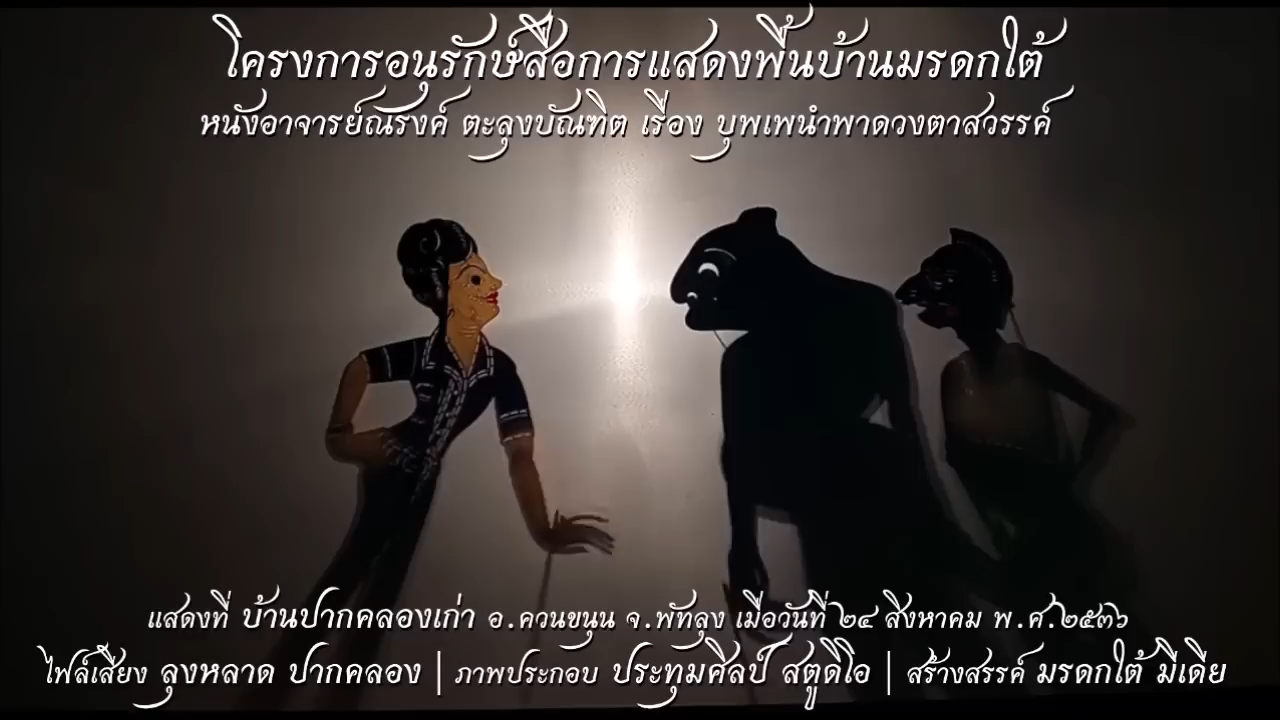 โครงการอนุรักษ์สื่อการแสดงพื้นบ้านมรดกใต้
หนังอาจารย์ณรงค์ ตะลุงบัณฑิต เรื่อง บุพเพนำพาดวงตาสวรรค์
แสดงที่ บ้านปากคลองเก่า อ.ควนขนุน จ.พัทลุง เมื่อวันที่ ๒๔ สิงหาคม พ.ศ.๒๕๓๖
ไฟล์เสียง ลุงหลาด ปากคลอง | ภาพประกอบ ประทุมศิลป์ สตูดิโอ | สร้างสรรค์ มรดกใต้ มีเดีย